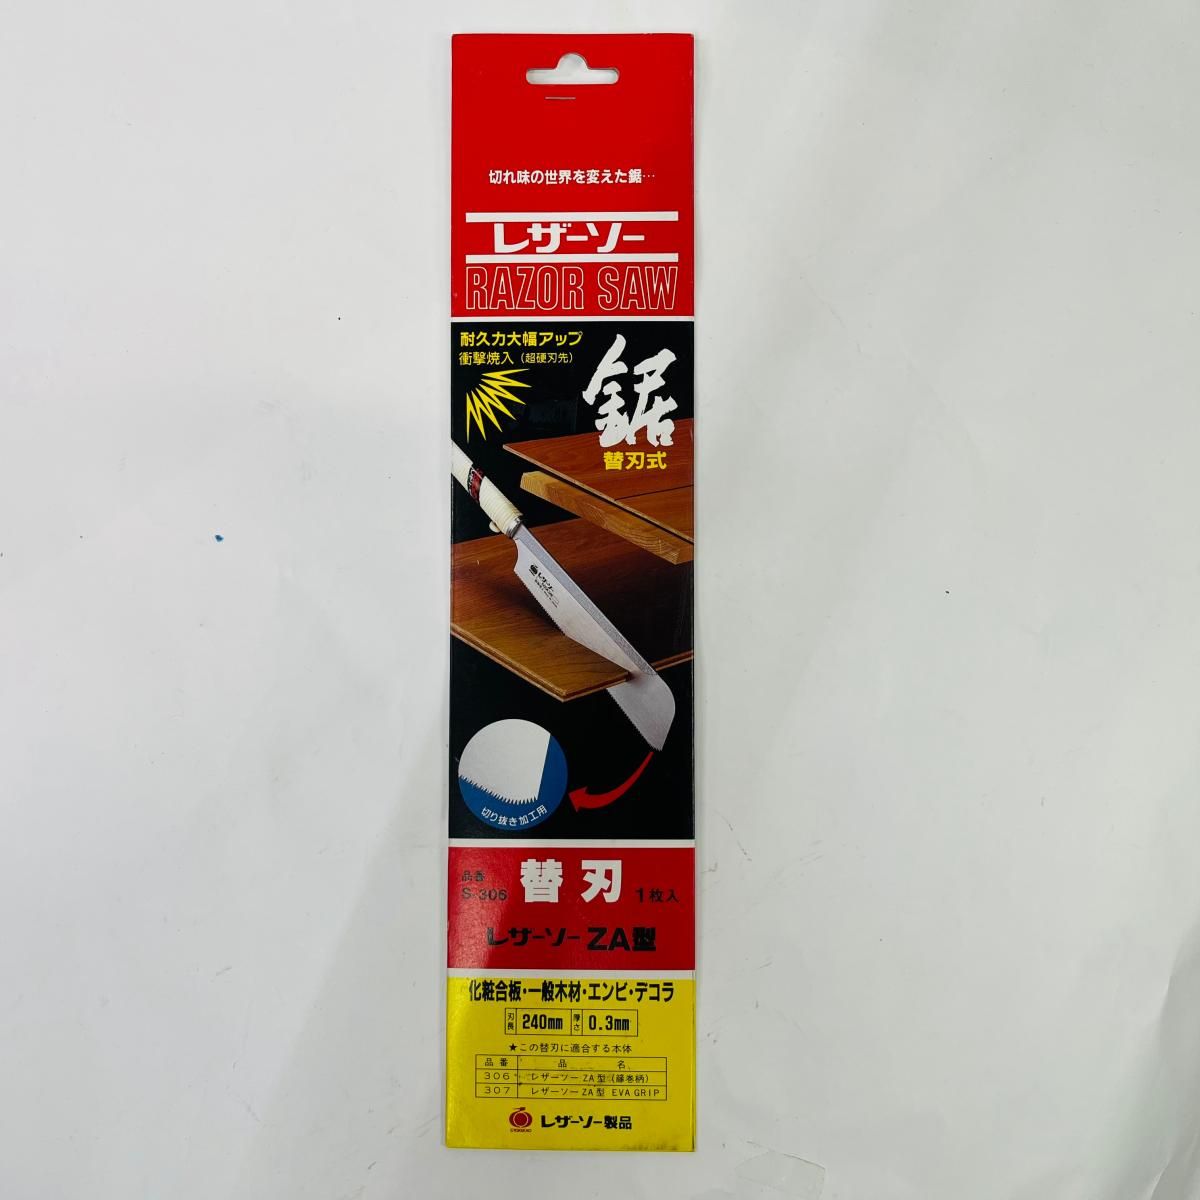 切れ味の世界を変えた鋸…
レザーソー
RAZOR SAW
耐久力大幅アップ
衝撃焼入（超硬刃先）
鋸
替刃式
レザーソー
切り抜き加工用
品番
S-306
替刃
1枚入
レザーソー ZA型
化粧合板・一般木材・エンビ・デコラ
刃長 240mm 厚さ 0.3mm
★この替刃に適合する本体
品番 品名
306 レザーソー ZA型（籐巻柄）
307 レザーソー ZA型 EVA GRIP
GYOKUCHO
レザーソー製品